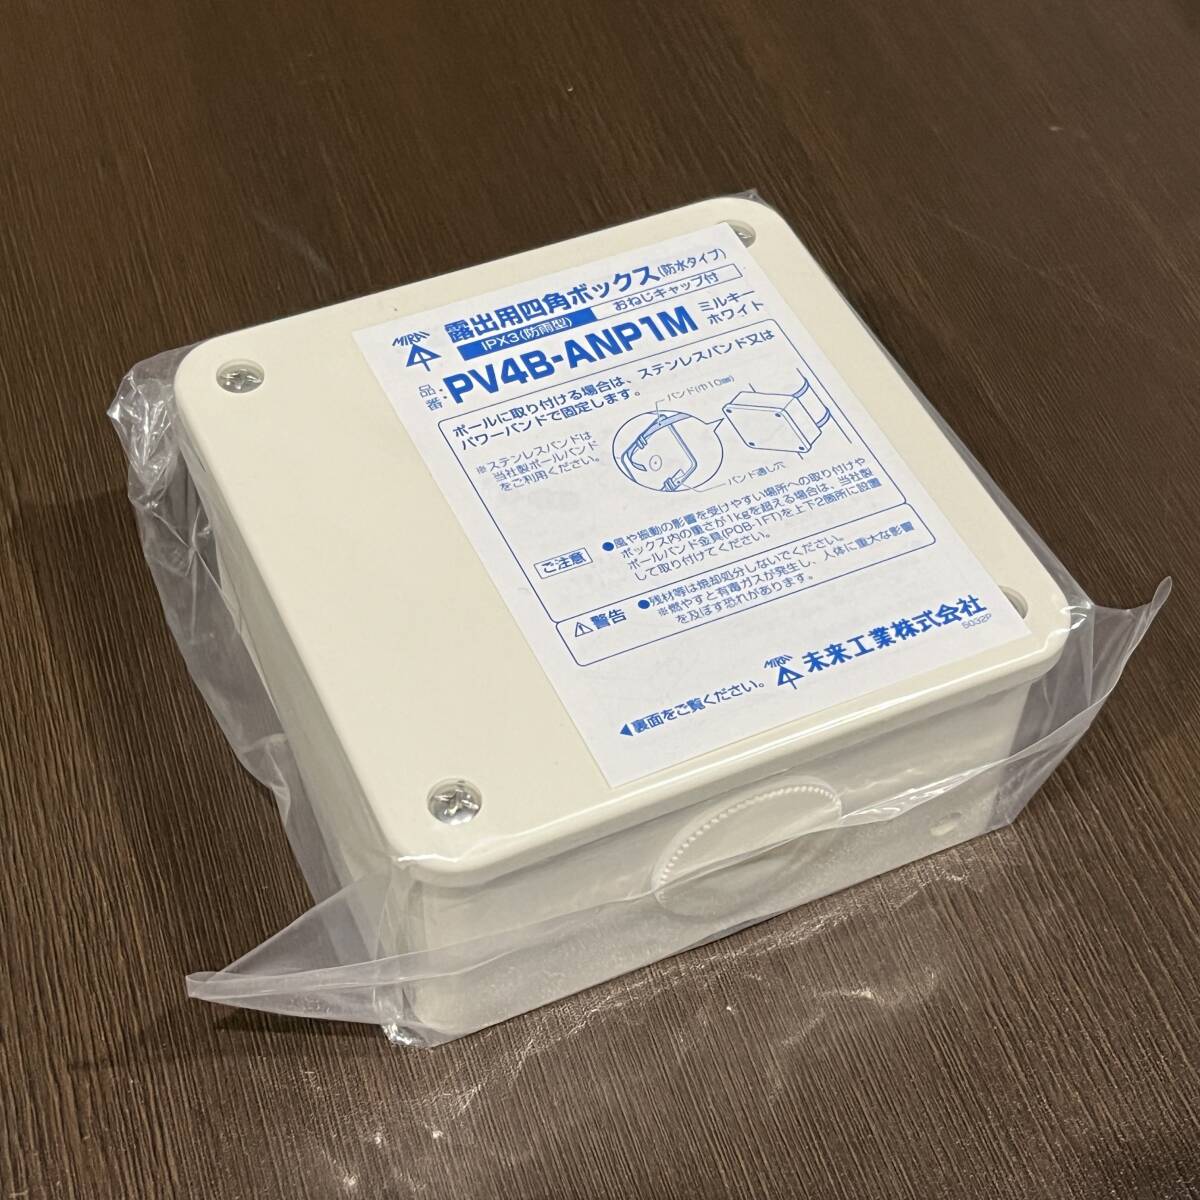 MIRAI
露出用四角ボックス(防水タイプ)
IPX3(防雨型)
おねじキャップ付
品番: PV4B-ANP1M ミルキーホワイト
ポールに取り付ける場合は、ステンレスバンド又は
パワーバンドで固定します。
※ステンレスバンドは
当社製ポールバンド
をご利用ください。
バンド(巾10㎜)
バンド通し穴
ご注意
●風や振動の影響を受けやすい場所への取り付けや
ボックス内の重さが1kgを超える場合は、当社製
ポールバンド金具(POB-1FT)を上下2箇所に設置
して取り付けてください。
⚠警告
●残材等は焼却処分しないでください。
※燃やすと有毒ガスが発生し、人体に重大な影響
を及ぼす恐れがあります。
◀裏面をご覧ください。
MIRAI
未来工業株式会社
5032P